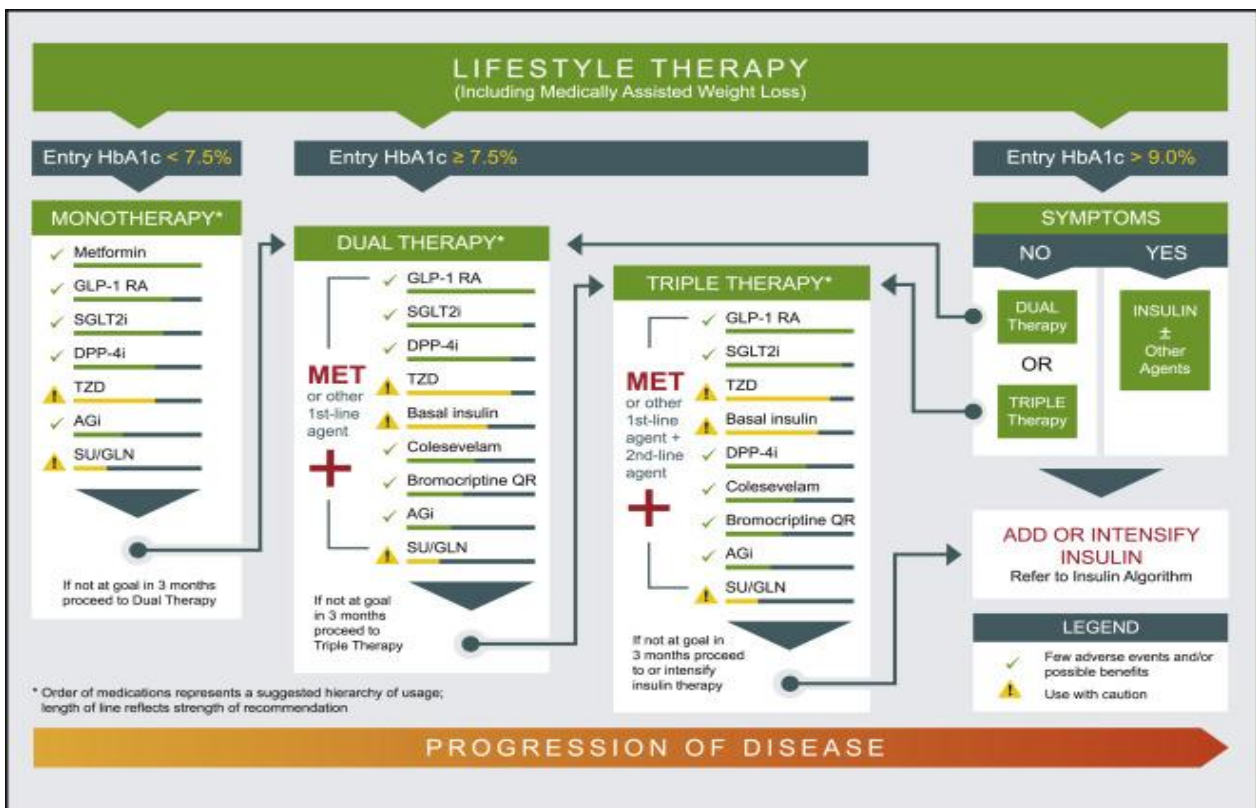 LIFESTYLE THERAPY
(Including Medically Assisted Weight Loss)
Entry HbA1c < 7.5%
Entry HbA1c ≥ 7.5%
Entry HbA1c > 9.0%
MONOTHERAPY*
Metformin
GLP-1 RA
SGLT2i
DPP-4i
TZD
AGi
SU/GLN
If not at goal in 3 months
proceed to Dual Therapy
DUAL THERAPY*
MET
or other
1st-line
agent
+
GLP-1 RA
SGLT2i
DPP-4i
TZD
Basal insulin
Colesevelam
Bromocriptine QR
AGi
SU/GLN
If not at goal
in 3 months
proceed to
Triple Therapy
TRIPLE THERAPY*
MET
or other
1st-line
agent +
2nd-line
agent
+
GLP-1 RA
SGLT2i
TZD
Basal insulin
DPP-4i
Colesevelam
Bromocriptine QR
AGi
SU/GLN
If not at goal in
3 months proceed
to or intensify
insulin therapy
SYMPTOMS
NO
YES
DUAL
Therapy
OR
TRIPLE
Therapy
INSULIN
±
Other
Agents
ADD OR INTENSIFY
INSULIN
Refer to Insulin Algorithm
LEGEND
Few adverse events and/or
possible benefits
Use with caution
* Order of medications represents a suggested hierarchy of usage;
length of line reflects strength of recommendation
PROGRESSION OF DISEASE